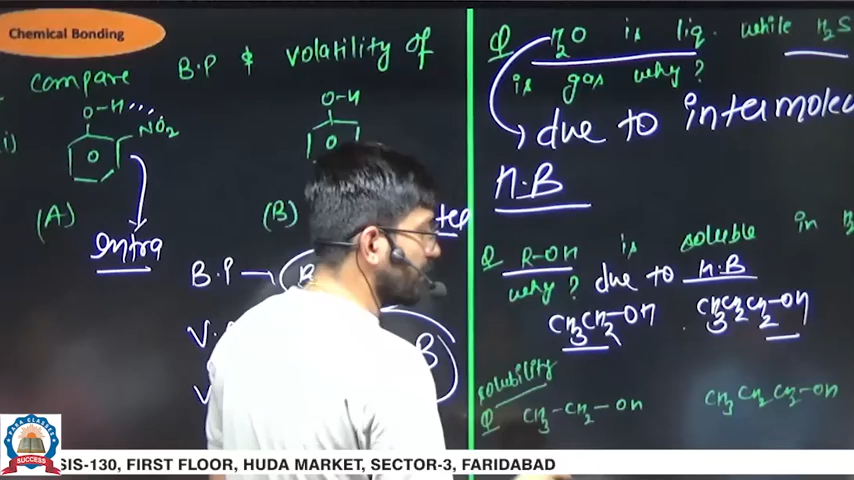 Chemical Bonding
compare B.P & volatility of
i)
O-H
NO2
O-H
(A)
(B)
intra
B.P
V.
B
Q H2O is liq. while H2S
is gas why?
due to intermolecu
H.B
Q R-OH is soluble in H
why? due to H.B
CH3CH2-OH CH3CH2CH2-OH
solubility
Q CH3-CH2-OH CH3CH2CH2-OH
SUCCESS
SIS-130, FIRST FLOOR, HUDA MARKET, SECTOR-3, FARIDABAD